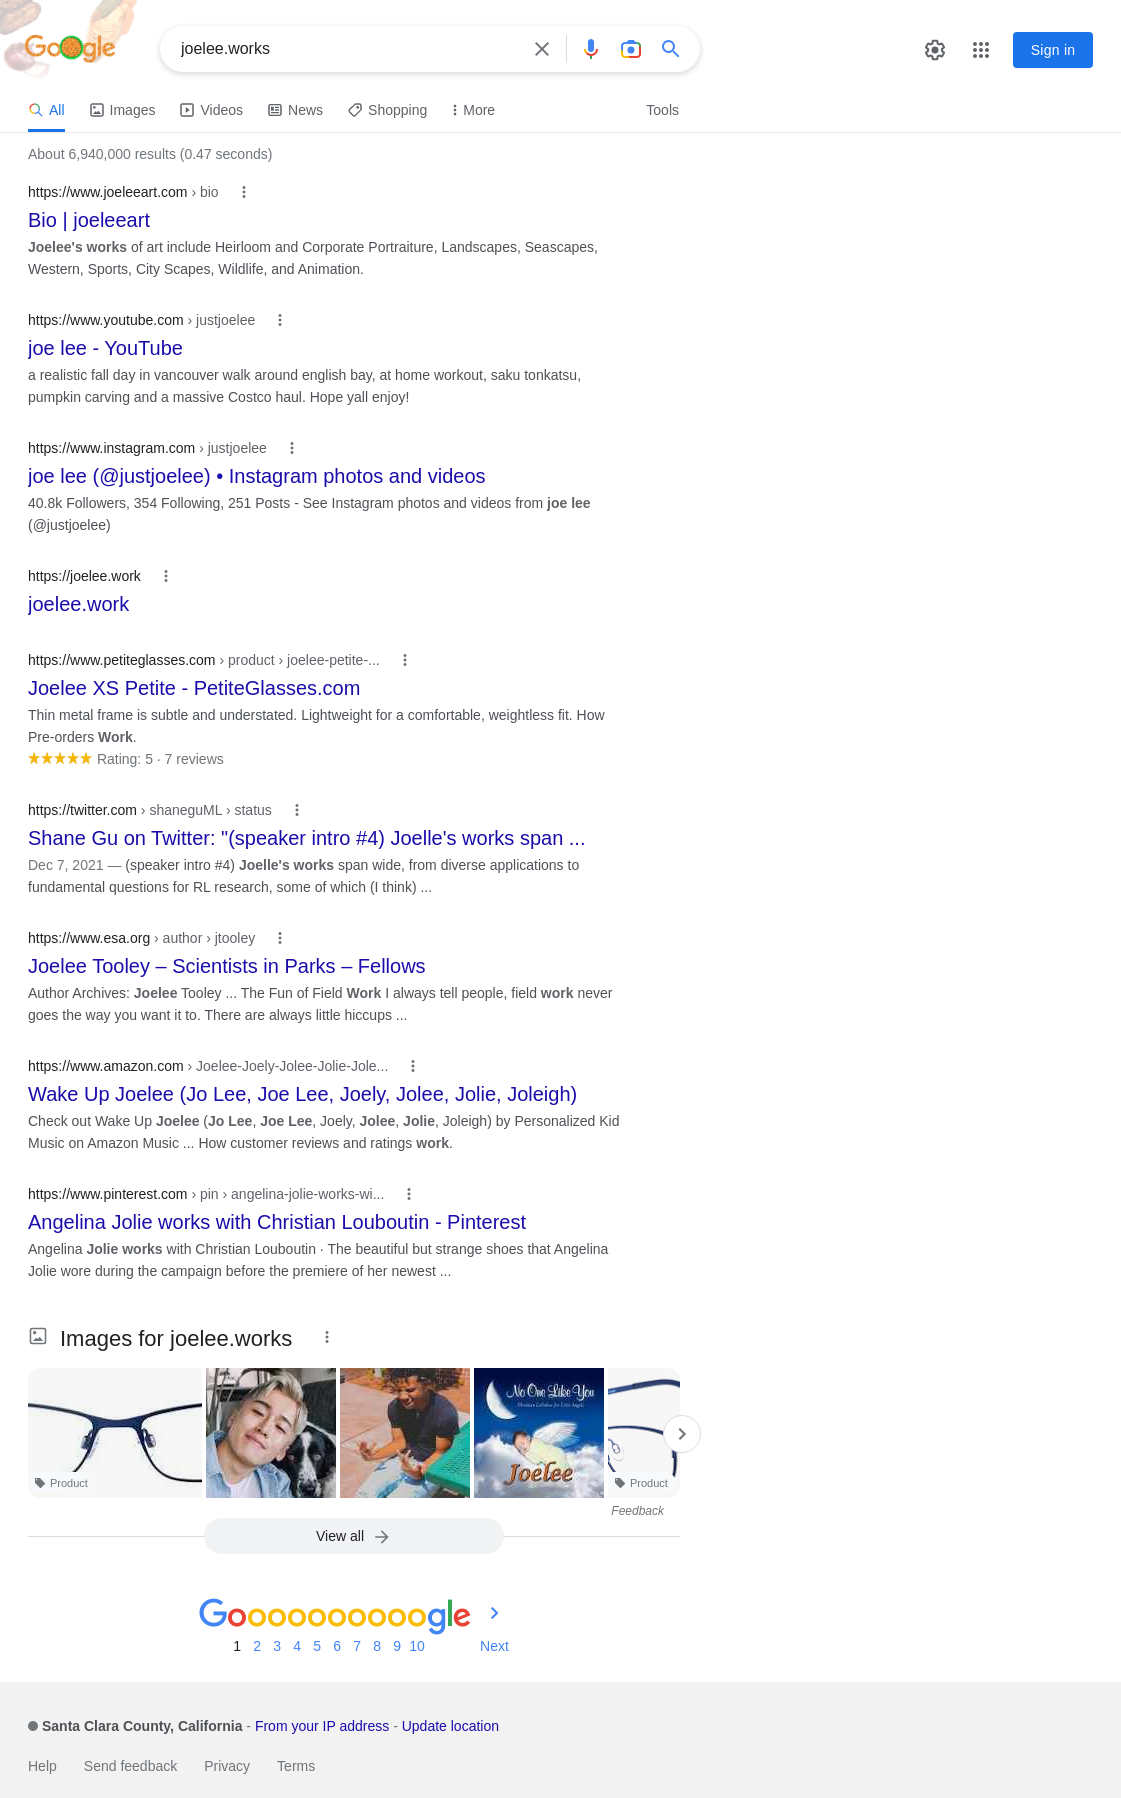 Google
joelee.works
Sign in
All Images Videos News Shopping More Tools
About 6,940,000 results (0.47 seconds)
https://www.joeleeart.com › bio
Bio | joeleeart
Joelee's works of art include Heirloom and Corporate Portraiture, Landscapes, Seascapes,
Western, Sports, City Scapes, Wildlife, and Animation.
https://www.youtube.com › justjoelee
joe lee - YouTube
a realistic fall day in vancouver walk around english bay, at home workout, saku tonkatsu,
pumpkin carving and a massive Costco haul. Hope yall enjoy!
https://www.instagram.com › justjoelee
joe lee (@justjoelee) • Instagram photos and videos
40.8k Followers, 354 Following, 251 Posts - See Instagram photos and videos from joe lee
(@justjoelee)
https://joelee.work
joelee.work
https://www.petiteglasses.com › product › joelee-petite-...
Joelee XS Petite - PetiteGlasses.com
Thin metal frame is subtle and understated. Lightweight for a comfortable, weightless fit. How
Pre-orders Work.
Rating: 5 · 7 reviews
https://twitter.com › shaneguML › status
Shane Gu on Twitter: "(speaker intro #4) Joelle's works span ...
Dec 7, 2021 — (speaker intro #4) Joelle's works span wide, from diverse applications to
fundamental questions for RL research, some of which (I think) ...
https://www.esa.org › author › jtooley
Joelee Tooley – Scientists in Parks – Fellows
Author Archives: Joelee Tooley ... The Fun of Field Work I always tell people, field work never
goes the way you want it to. There are always little hiccups ...
https://www.amazon.com › Joelee-Joely-Jolee-Jolie-Jole...
Wake Up Joelee (Jo Lee, Joe Lee, Joely, Jolee, Jolie, Joleigh)
Check out Wake Up Joelee (Jo Lee, Joe Lee, Joely, Jolee, Jolie, Joleigh) by Personalized Kid
Music on Amazon Music ... How customer reviews and ratings work.
https://www.pinterest.com › pin › angelina-jolie-works-wi...
Angelina Jolie works with Christian Louboutin - Pinterest
Angelina Jolie works with Christian Louboutin · The beautiful but strange shoes that Angelina
Jolie wore during the campaign before the premiere of her newest ...
Images for joelee.works
No One Like You
Joelee
Product
Product
Feedback
View all
Goooooooooogle
1 2 3 4 5 6 7 8 9 10 Next
Santa Clara County, California - From your IP address - Update location
Help Send feedback Privacy Terms